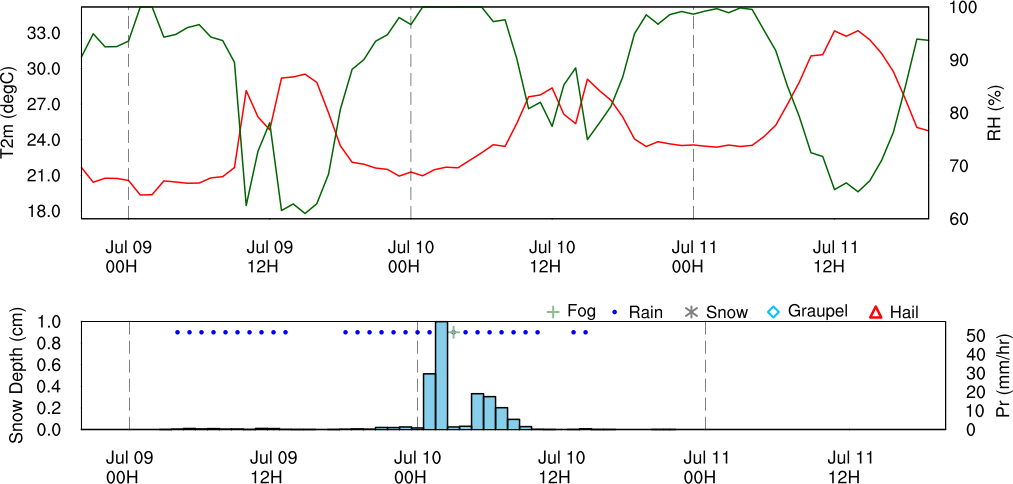 T2m (degC)
33.0
30.0
27.0
24.0
21.0
18.0
100
90
80
70
60
RH (%)
Jul 09 Jul 09 Jul 10 Jul 10 Jul 11 Jul 11
00H 12H 00H 12H 00H 12H
Fog Rain Snow Graupel Hail
Snow Depth (cm)
1.0
0.8
0.6
0.4
0.2
0.0
50
40
30
20
10
0
Pr (mm/hr)
Jul 09 Jul 09 Jul 10 Jul 10 Jul 11 Jul 11
00H 12H 00H 12H 00H 12H